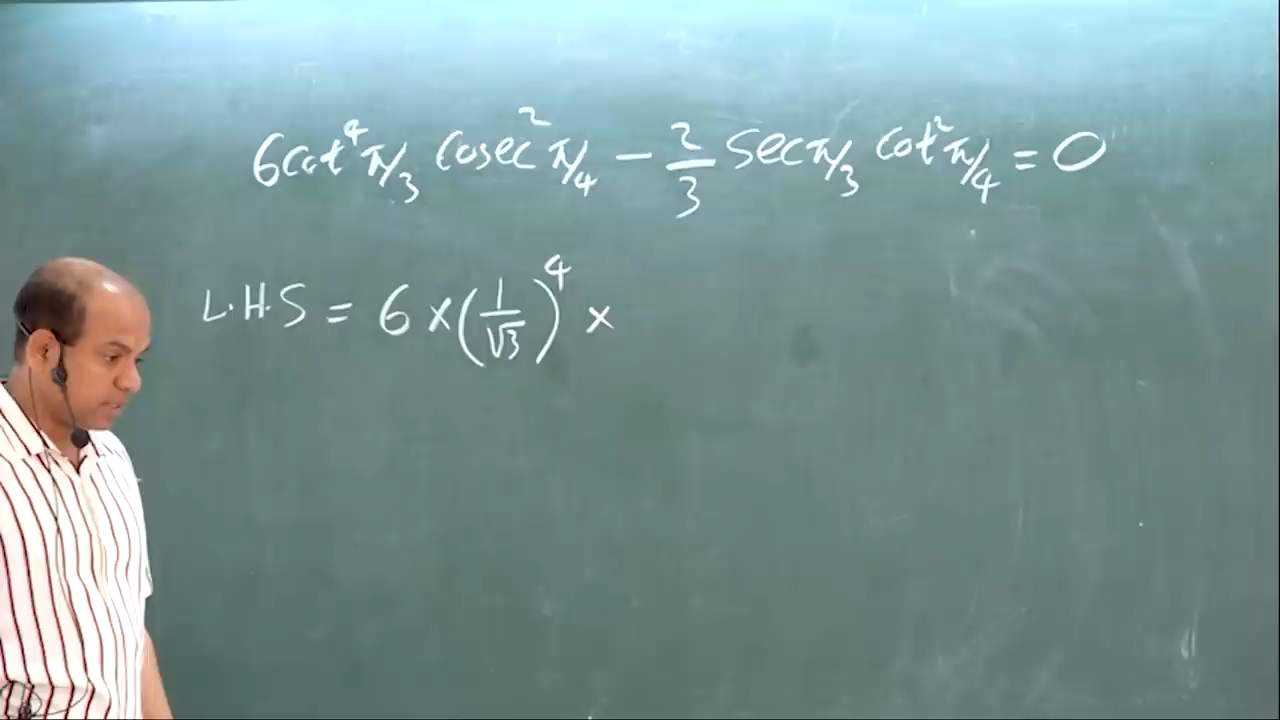 6cot⁴π/3 cosec²π/4 − 2/3 secπ/3 cot²π/4 = 0
L.H.S = 6 × (1/√3)⁴ ×